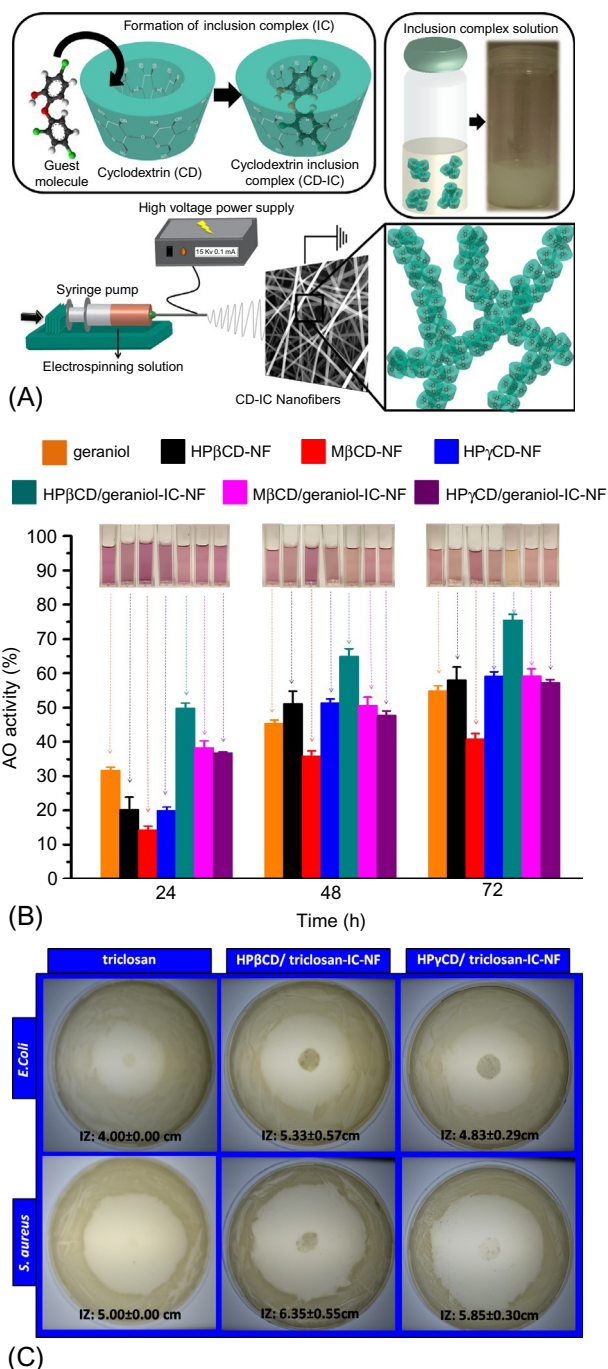 Formation of inclusion complex (IC)
Guest
molecule
Cyclodextrin (CD)
Cyclodextrin inclusion
complex (CD-IC)
Inclusion complex solution
High voltage power supply
15 Kv 0.1 mA
Syringe pump
Electrospinning solution
CD-IC Nanofibers
(A)
geraniol
HPβCD-NF
MβCD-NF
HPγCD-NF
HPβCD/geraniol-IC-NF
MβCD/geraniol-IC-NF
HPγCD/geraniol-IC-NF
AO activity (%)
100
90
80
70
60
50
40
30
20
10
0
24
48
72
Time (h)
(B)
triclosan
HPβCD/ triclosan-IC-NF
HPγCD/ triclosan-IC-NF
E.Coli
IZ: 4.00±0.00 cm
IZ: 5.33±0.57cm
IZ: 4.83±0.29cm
S. aureus
IZ: 5.00±0.00 cm
IZ: 6.35±0.55cm
IZ: 5.85±0.30cm
(C)